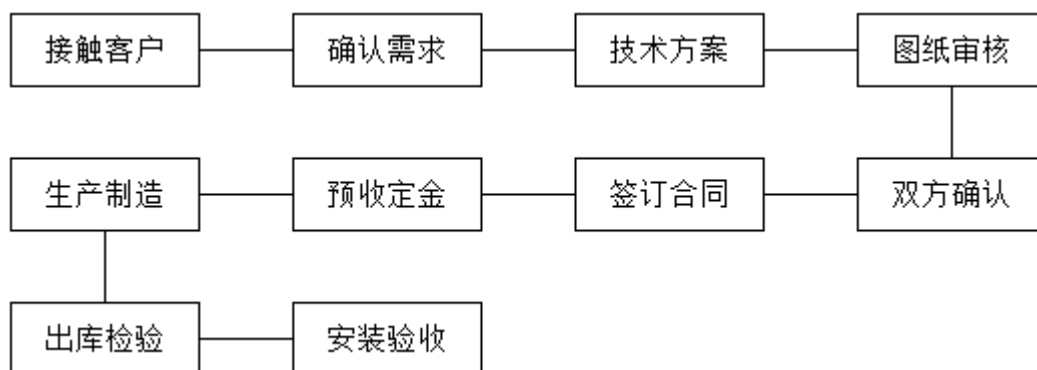 接触客户 确认需求 技术方案 图纸审核
生产制造 预收定金 签订合同 双方确认
出库检验 安装验收